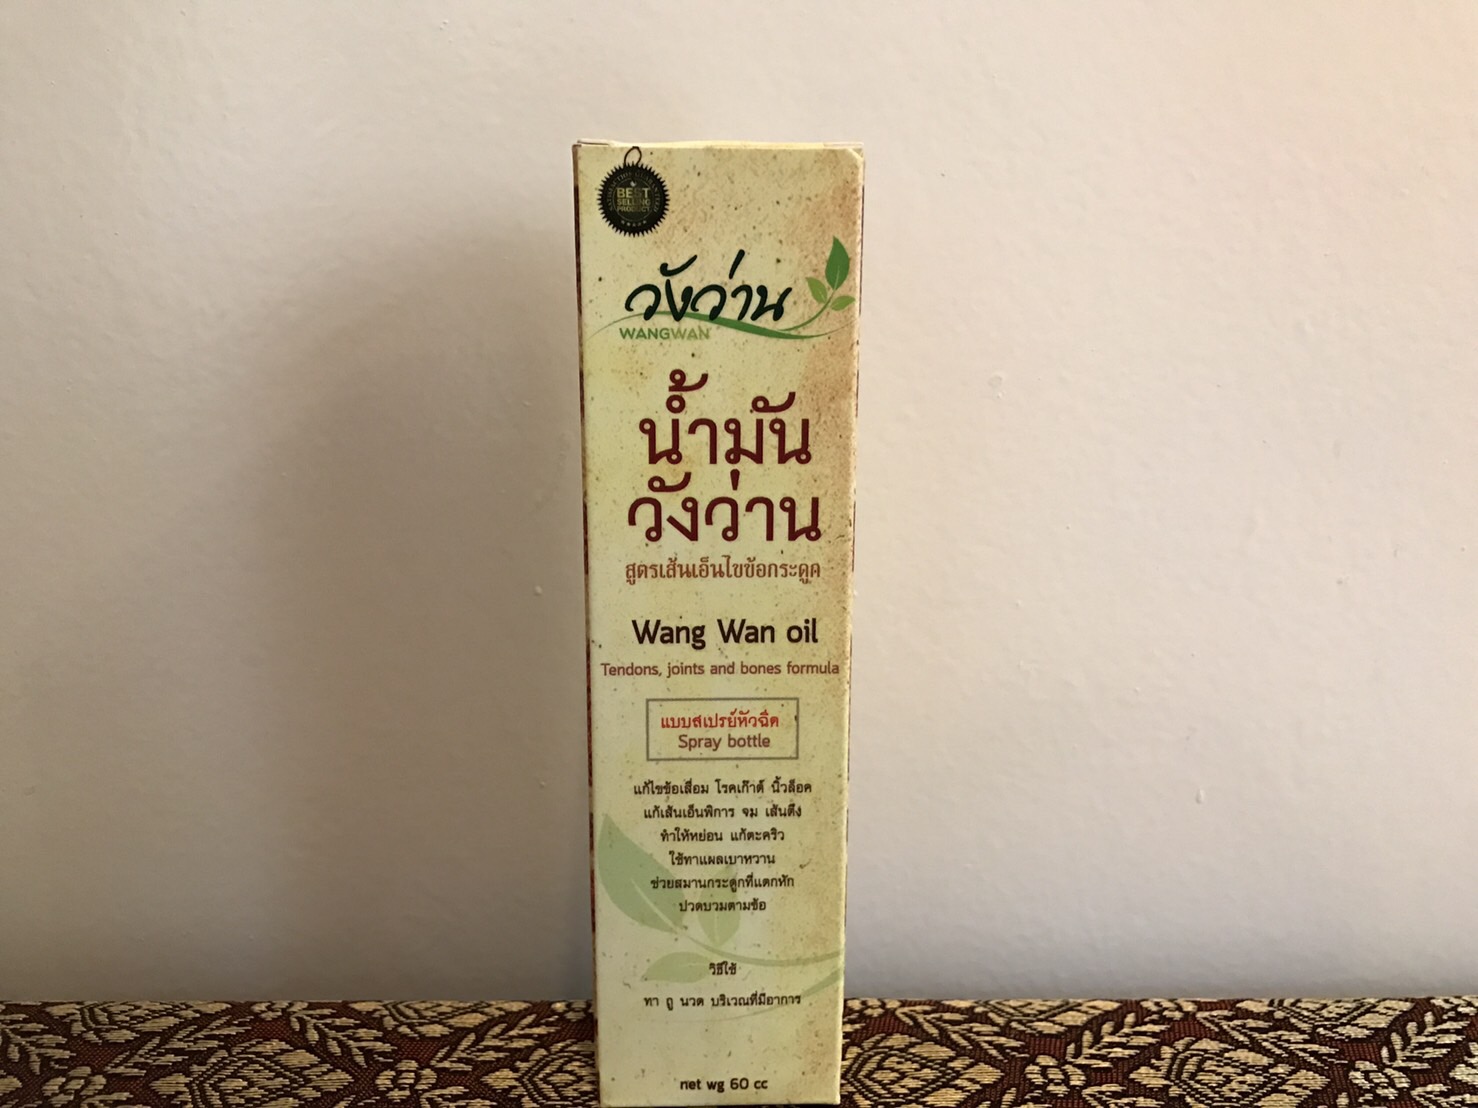 BEST
SELLING
PRODUCT
วังว่าน
WANGWAN
น้ำมัน
วังว่าน
สูตรเส้นเอ็นไขข้อกระดูก
Wang Wan oil
Tendons, joints and bones formula
แบบสเปรย์หัวฉีด
Spray bottle
แก้ไขข้อเสื่อม โรคเก๊าต์ นิ้วล็อค
แก้เส้นเอ็นพิการ จม เส้นตึง
ทำให้หย่อน แก้ตะคริว
ใช้ทาแผลเบาหวาน
ช่วยสมานกระดูกที่แตกหัก
ปวดบวมตามข้อ
วิธีใช้
ทา ถู นวด บริเวณที่มีอาการ
net wg 60 cc